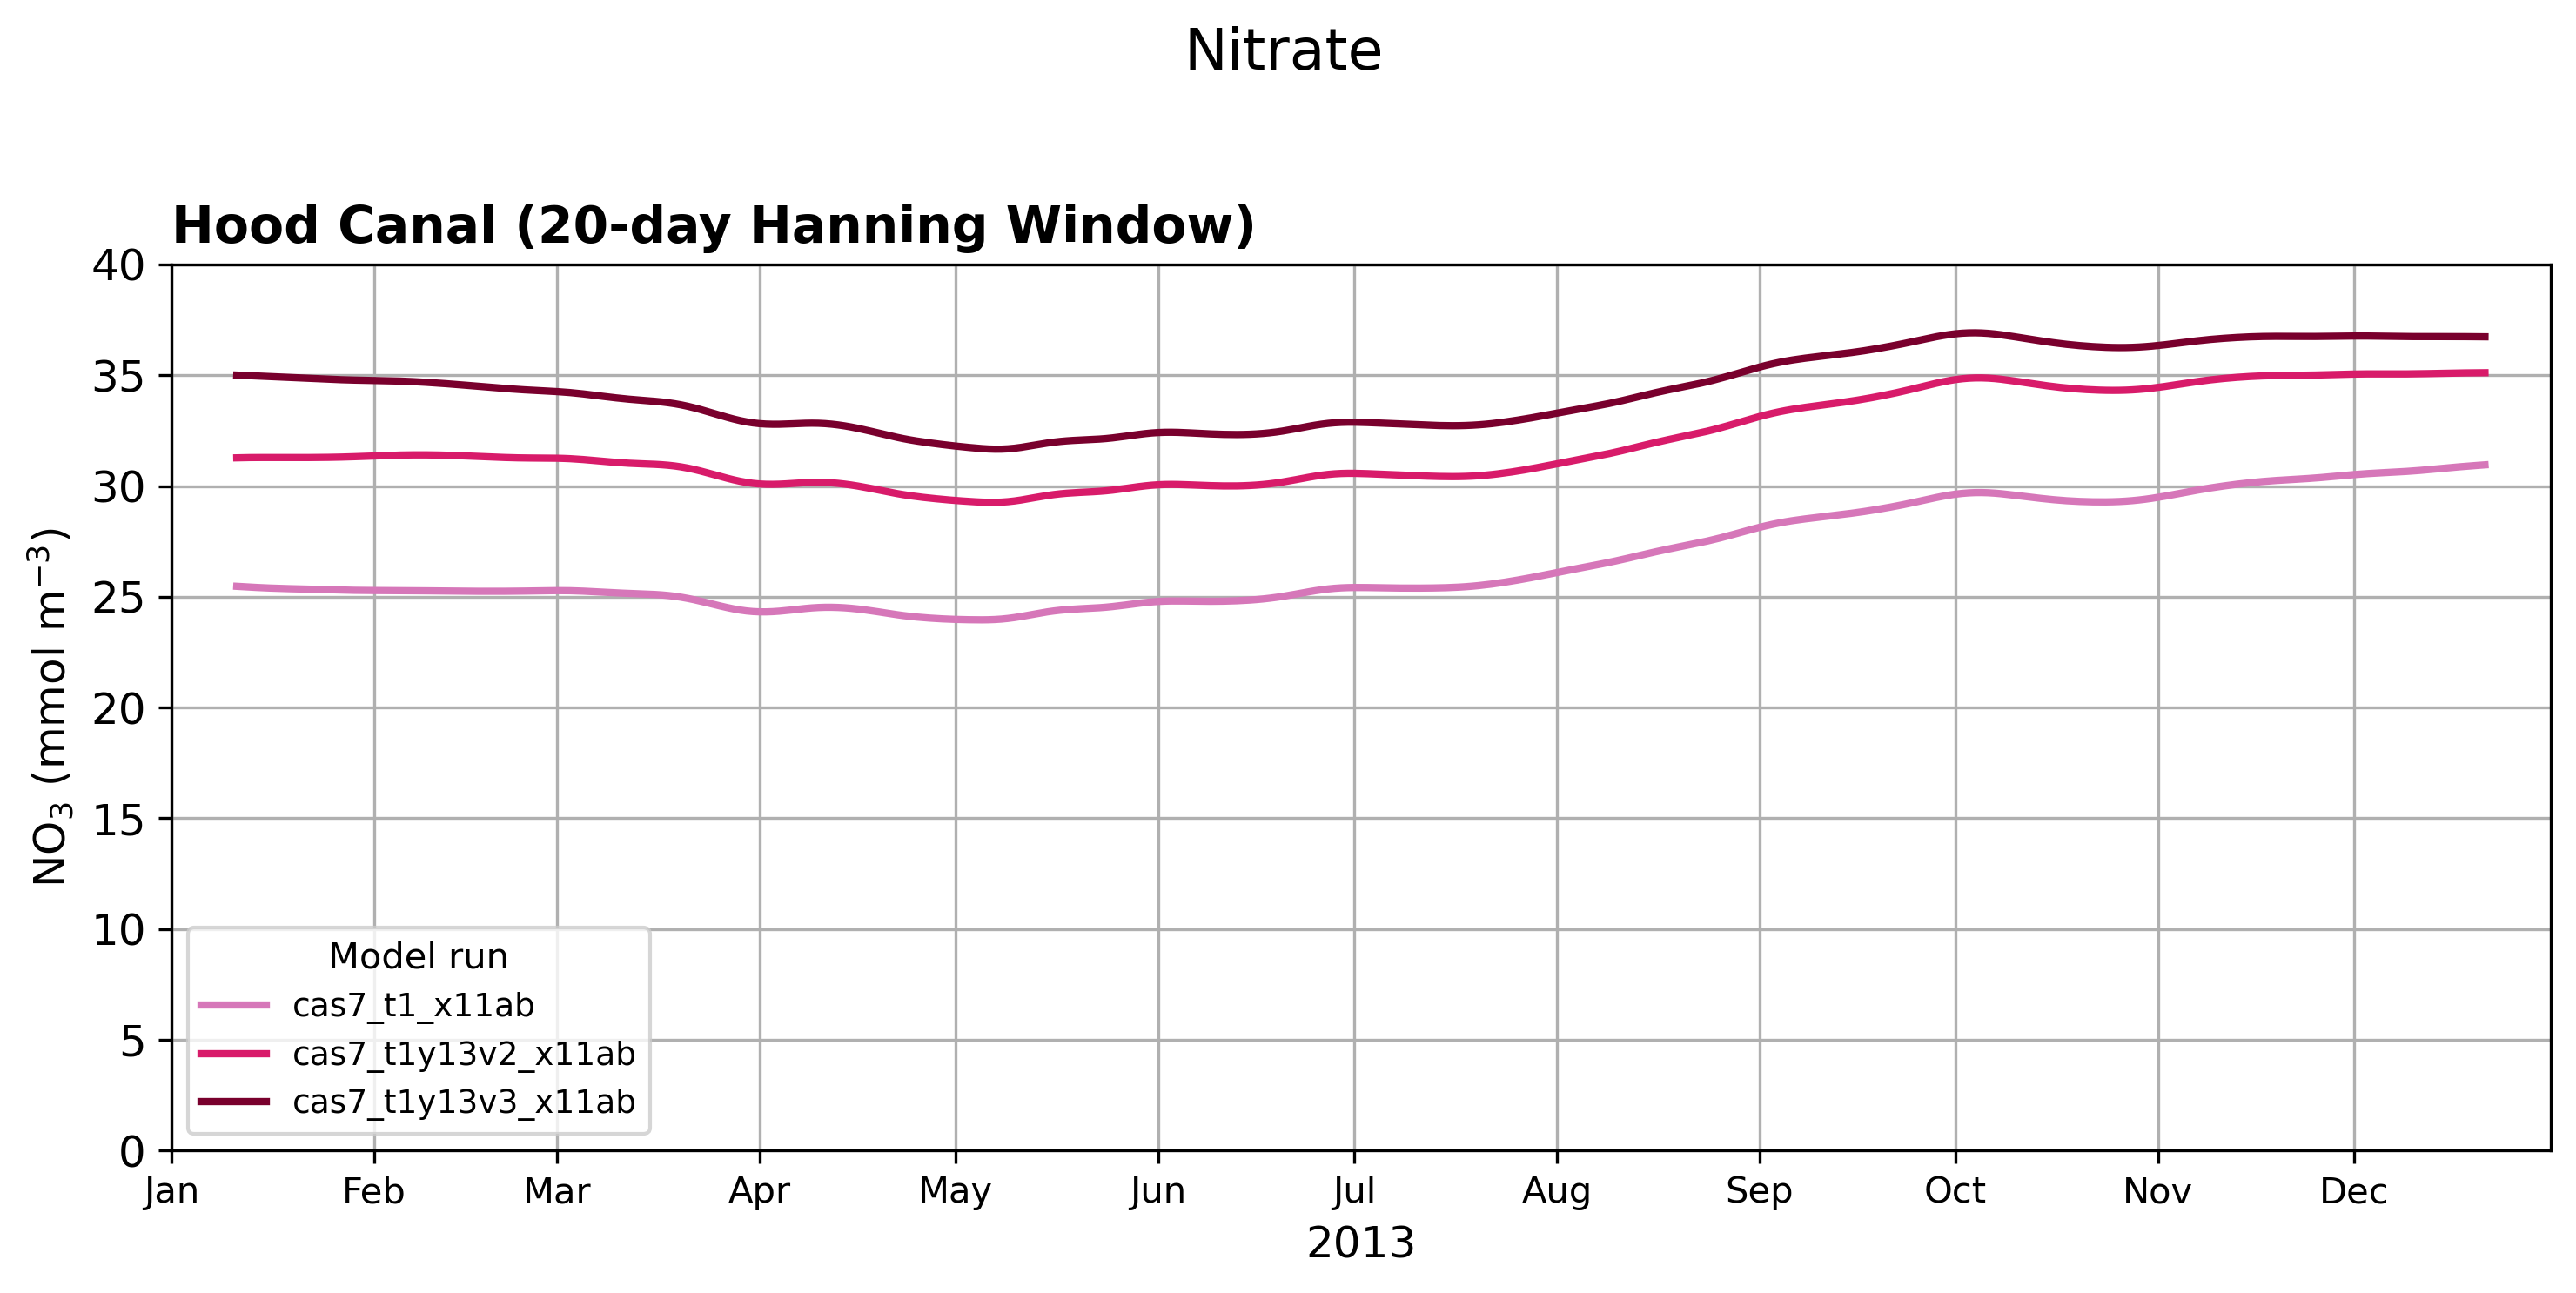 Nitrate
Hood Canal (20-day Hanning Window)
NO₃ (mmol m⁻³)
40
35
30
25
20
15
10
5
0
Model run
cas7_t1_x11ab
cas7_t1y13v2_x11ab
cas7_t1y13v3_x11ab
Jan Feb Mar Apr May Jun Jul Aug Sep Oct Nov Dec
2013